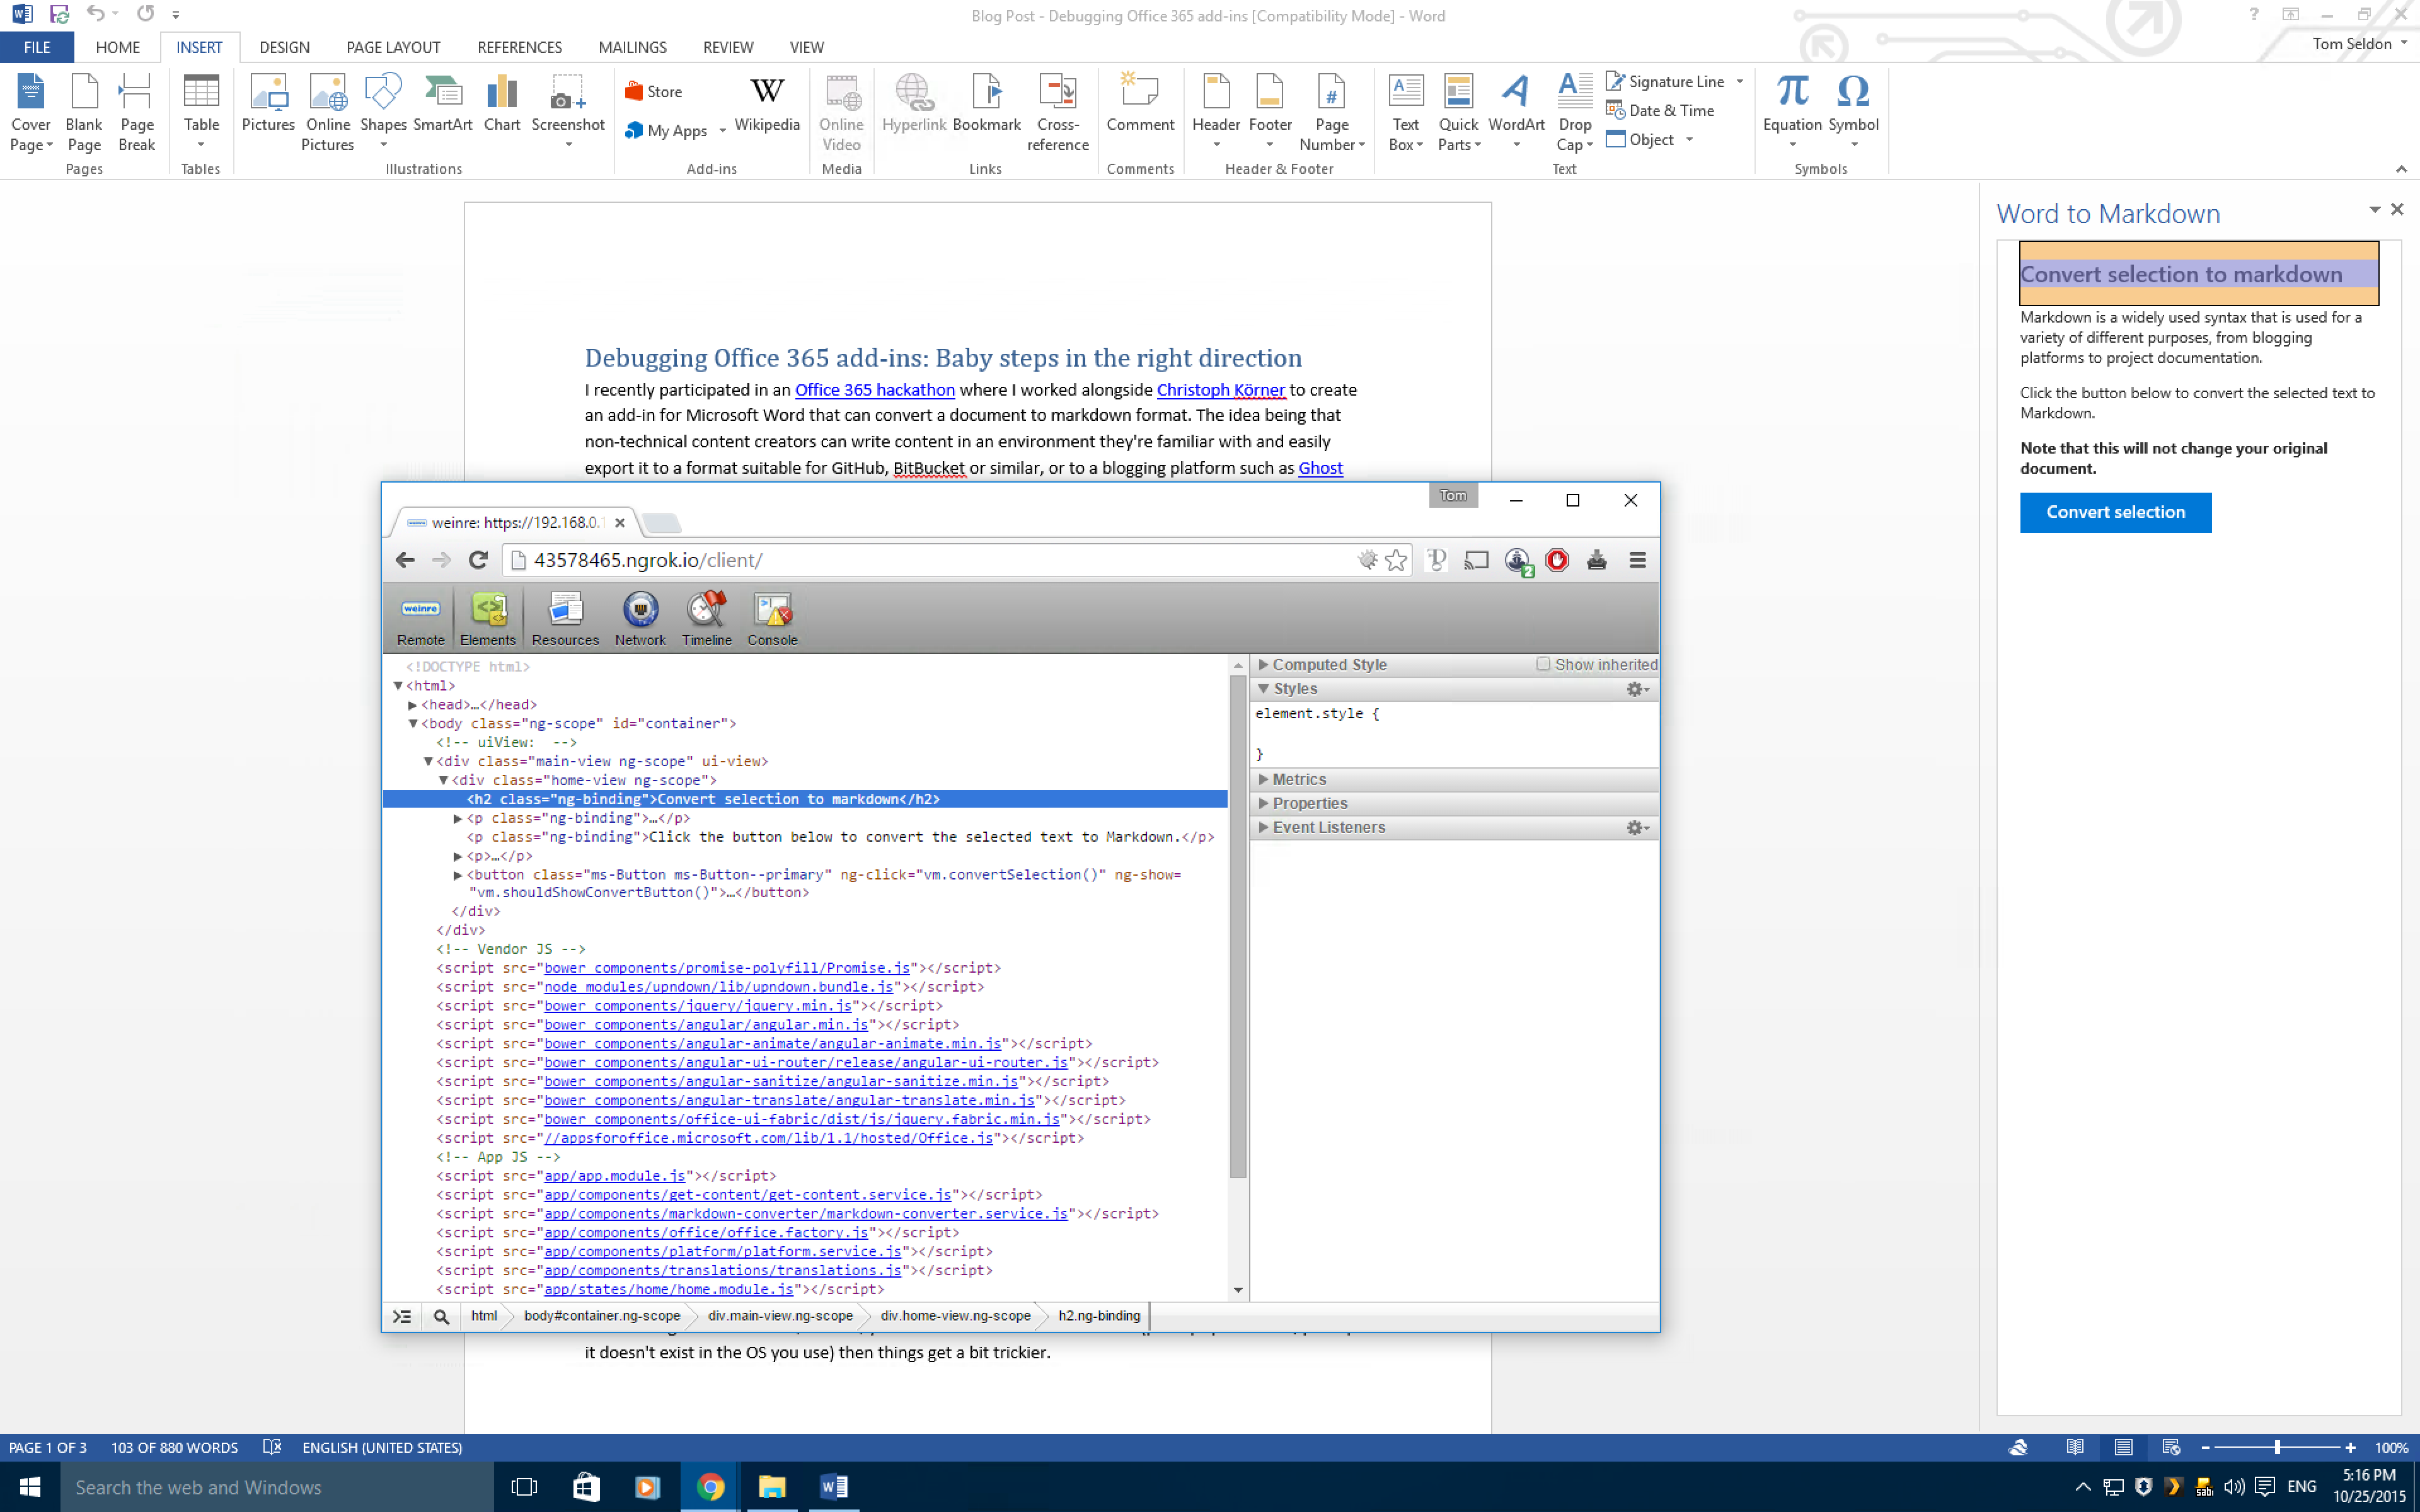 Blog Post - Debugging Office 365 add-ins [Compatibility Mode] - Word
FILE HOME INSERT DESIGN PAGE LAYOUT REFERENCES MAILINGS REVIEW VIEW Tom Seldon
Cover Page Blank Page Page Break
Pages
Table
Tables
Pictures Online Pictures Shapes SmartArt Chart Screenshot
Illustrations
Store
My Apps
Wikipedia
Add-ins
Online Video
Media
Hyperlink Bookmark Cross-reference
Links
Comment
Comments
Header Footer Page Number
Header & Footer
Text Box Quick Parts WordArt Drop Cap
Signature Line
Date & Time
Object
Text
Equation Symbol
Symbols
Debugging Office 365 add-ins: Baby steps in the right direction
I recently participated in an Office 365 hackathon where I worked alongside Christoph Körner to create
an add-in for Microsoft Word that can convert a document to markdown format. The idea being that
non-technical content creators can write content in an environment they're familiar with and easily
export it to a format suitable for GitHub, BitBucket or similar, or to a blogging platform such as Ghost
Tom
weinre: https://192.168.0.1
43578465.ngrok.io/client/
2
weinre
Remote Elements Resources Network Timeline Console
<!DOCTYPE html>
<html>
<head>…</head>
<body class="ng-scope" id="container">
<!-- uiView:  -->
<div class="main-view ng-scope" ui-view>
<div class="home-view ng-scope">
<h2 class="ng-binding">Convert selection to markdown</h2>
<p class="ng-binding">…</p>
<p class="ng-binding">Click the button below to convert the selected text to Markdown.</p>
<p>…</p>
<button class="ms-Button ms-Button--primary" ng-click="vm.convertSelection()" ng-show=
"vm.shouldShowConvertButton()">…</button>
</div>
</div>
<!-- Vendor JS -->
<script src="bower_components/promise-polyfill/Promise.js"></script>
<script src="node_modules/upndown/lib/upndown.bundle.js"></script>
<script src="bower_components/jquery/jquery.min.js"></script>
<script src="bower_components/angular/angular.min.js"></script>
<script src="bower_components/angular-animate/angular-animate.min.js"></script>
<script src="bower_components/angular-ui-router/release/angular-ui-router.js"></script>
<script src="bower_components/angular-sanitize/angular-sanitize.min.js"></script>
<script src="bower_components/angular-translate/angular-translate.min.js"></script>
<script src="bower_components/office-ui-fabric/dist/js/jquery.fabric.min.js"></script>
<script src="//appsforoffice.microsoft.com/lib/1.1/hosted/Office.js"></script>
<!-- App JS -->
<script src="app/app.module.js"></script>
<script src="app/components/get-content/get-content.service.js"></script>
<script src="app/components/markdown-converter/markdown-converter.service.js"></script>
<script src="app/components/office/office.factory.js"></script>
<script src="app/components/platform/platform.service.js"></script>
<script src="app/components/translations/translations.js"></script>
<script src="app/states/home/home.module.js"></script>
Computed Style Show inherited
Styles
element.style {
}
Metrics
Properties
Event Listeners
html body#container.ng-scope div.main-view.ng-scope div.home-view.ng-scope h2.ng-binding
it doesn't exist in the OS you use) then things get a bit trickier.
Word to Markdown
Convert selection to markdown
Markdown is a widely used syntax that is used for a
variety of different purposes, from blogging
platforms to project documentation.
Click the button below to convert the selected text to
Markdown.
Note that this will not change your original
document.
Convert selection
PAGE 1 OF 3 103 OF 880 WORDS ENGLISH (UNITED STATES) 100%
Search the web and Windows
sab
ENG
5:16 PM
10/25/2015